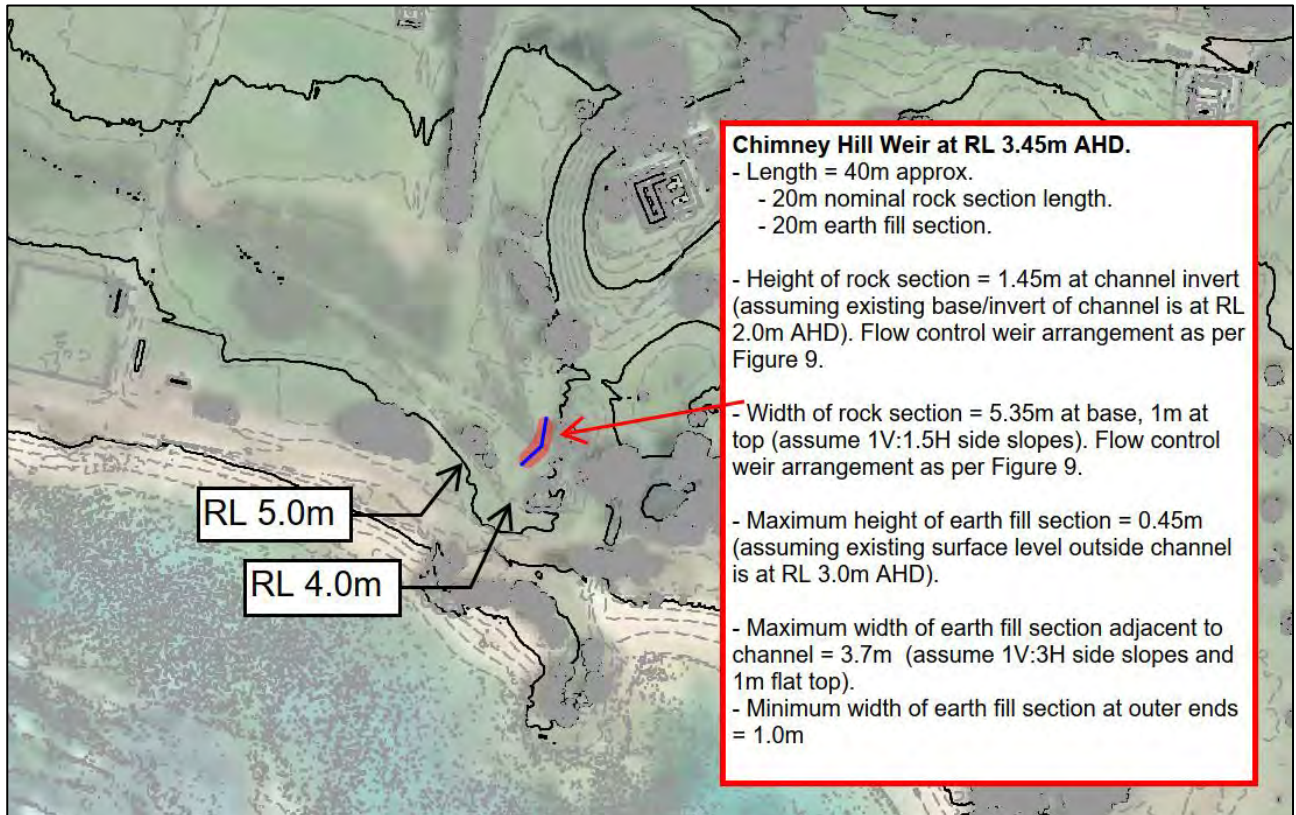 Chimney Hill Weir at RL 3.45m AHD.
- Length = 40m approx.
- 20m nominal rock section length.
- 20m earth fill section.
- Height of rock section = 1.45m at channel invert
(assuming existing base/invert of channel is at RL
2.0m AHD). Flow control weir arrangement as per
Figure 9.
- Width of rock section = 5.35m at base, 1m at
top (assume 1V:1.5H side slopes). Flow control
weir arrangement as per Figure 9.
- Maximum height of earth fill section = 0.45m
(assuming existing surface level outside channel
is at RL 3.0m AHD).
- Maximum width of earth fill section adjacent to
channel = 3.7m (assume 1V:3H side slopes and
1m flat top).
- Minimum width of earth fill section at outer ends
= 1.0m
RL 5.0m
RL 4.0m